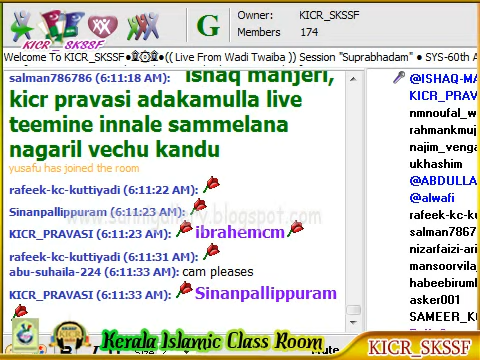 KICR_SKSSF
G
Owner: KICR_SKSSF
Members 174
Welcome To KICR_SKSSF●۩۞۩●(( Live From Wadi Twaiba )) Session "Suprabhadam" ● SYS-60th A
salman786786 (6:11:18 AM): Ishaq manjeri,
kicr pravasi adakamulla live
teemine innale sammelana
nagaril vechu kandu
yusafu has joined the room
rafeek-kc-kuttiyadi (6:11:22 AM):
Sinanpallippuram (6:11:23 AM):
KICR_PRAVASI (6:11:23 AM): ibrahemcm
rafeek-kc-kuttiyadi (6:11:31 AM):
abu-suhaila-224 (6:11:33 AM): cam pleases
KICR_PRAVASI (6:11:33 AM): Sinanpallippuram
@ISHAQ-MA
KICR_PRAV
nmnoufal_w
rahmankmuj
najim_venga
ukhashim
@ABDULLA
@alwafi
rafeek-kc-ku
salman7867
nizarfaizi-ari
mansoorvila_
habeebirumb
asker001
SAMEER_K
Kerala Islamic Class Room
Mute
KICR_SKSSF